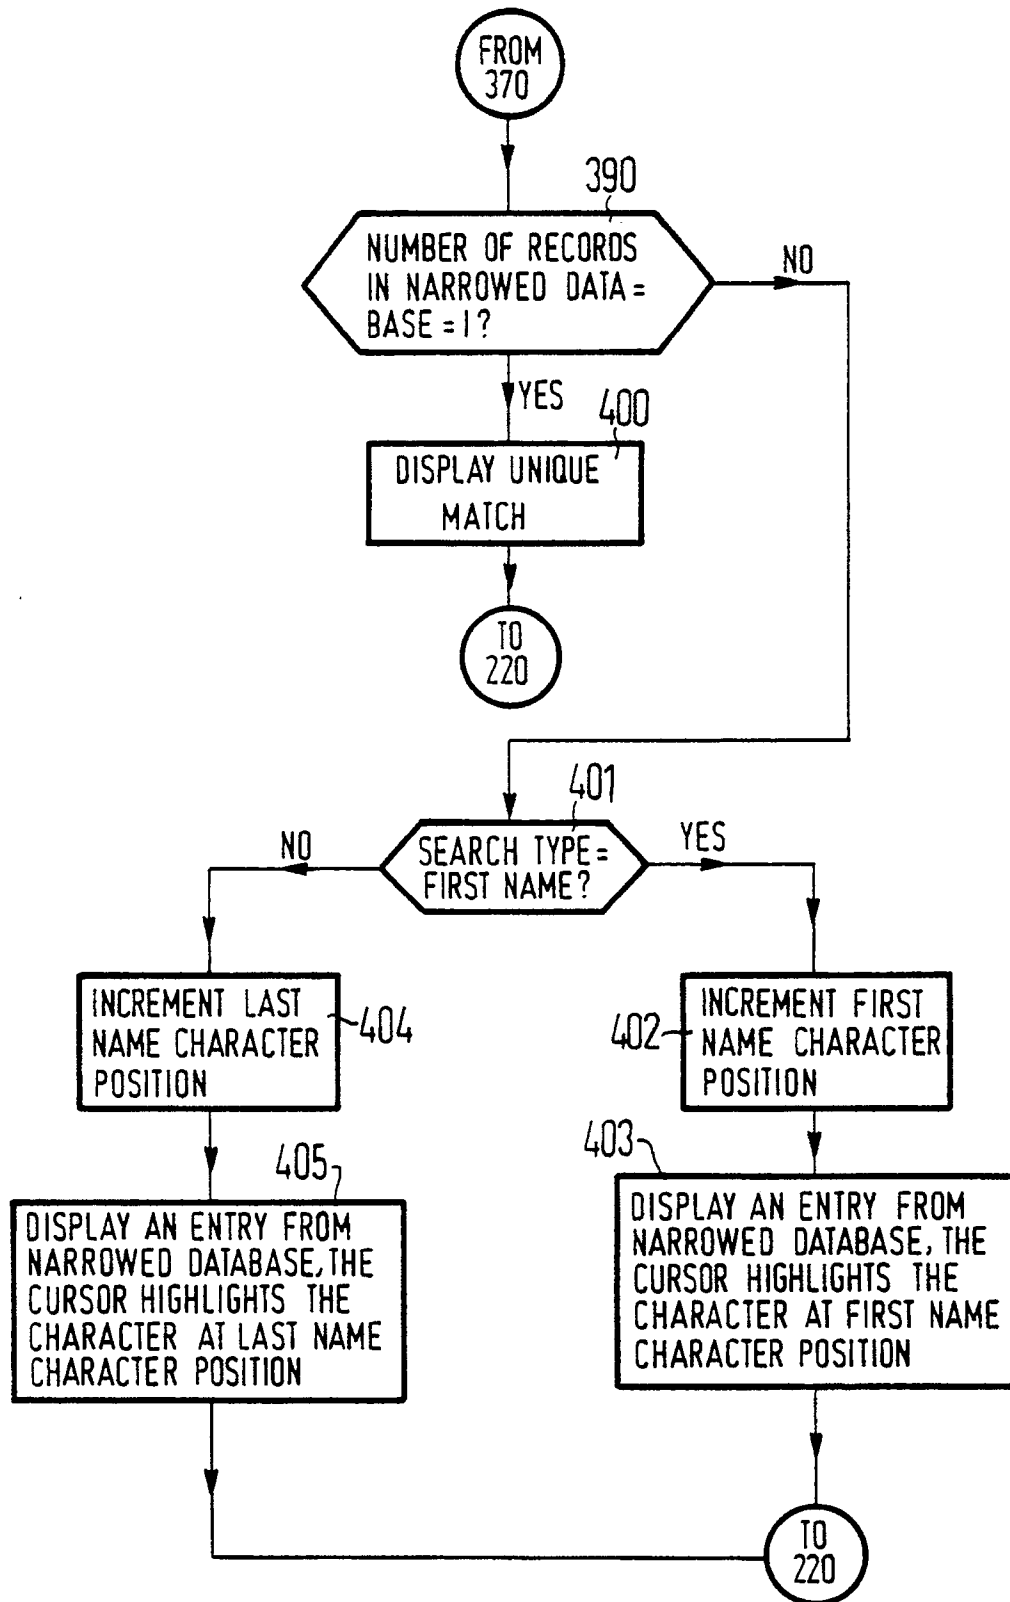 FROM
370
390
NUMBER OF RECORDS
IN NARROWED DATA=
BASE = 1?
NO
YES
400
DISPLAY UNIQUE
MATCH
TO
220
401
SEARCH TYPE=
FIRST NAME?
NO
YES
INCREMENT LAST
NAME CHARACTER
POSITION
404
INCREMENT FIRST
NAME CHARACTER
POSITION
402
405
DISPLAY AN ENTRY FROM
NARROWED DATABASE, THE
CURSOR HIGHLIGHTS THE
CHARACTER AT LAST NAME
CHARACTER POSITION
403
DISPLAY AN ENTRY FROM
NARROWED DATABASE, THE
CURSOR HIGHLIGHTS THE
CHARACTER AT FIRST NAME
CHARACTER POSITION
TO
220